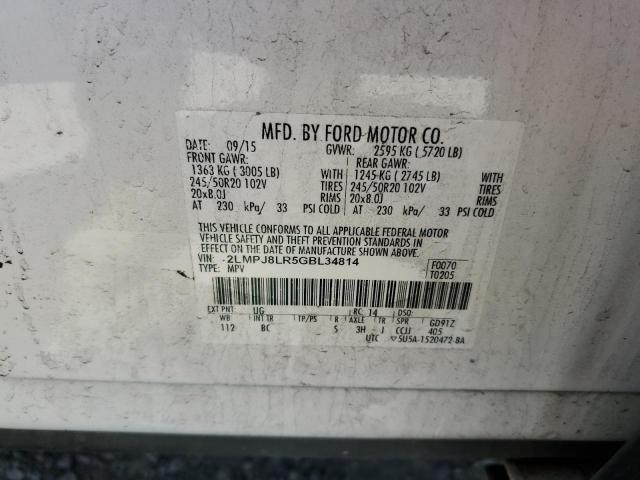 MFD. BY FORD MOTOR CO.
DATE: 09/15 GVWR: 2595 KG ( 5720 LB)
FRONT GAWR: REAR GAWR:
1363 KG ( 3005 LB) WITH 1245 KG ( 2745 LB) WITH
245/50R20 102V TIRES 245/50R20 102V TIRES
20x8.0J RIMS 20x8.0J RIMS
AT 230 kPa/ 33 PSI COLD AT 230 kPa/ 33 PSI COLD
THIS VEHICLE CONFORMS TO ALL APPLICABLE FEDERAL MOTOR
VEHICLE SAFETY AND THEFT PREVENTION STANDARDS IN
EFFECT ON THE DATE OF MANUFACTURE SHOWN ABOVE.
VIN: 2LMPJ8LR5GBL34814 F0070
TYPE: MPV T0205
EXT PNT: UG RC: 14 DSO:
WB INT TR TP/PS R AXLE TR SPR GD91Z
112 BC S 3H J CCJJ 405
UTC ▽5U5A-1520472-BA